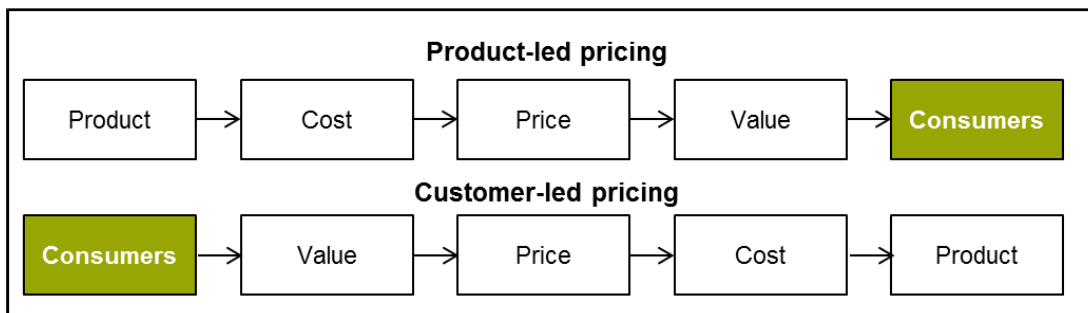 Product-led pricing
Product Cost Price Value Consumers
Customer-led pricing
Consumers Value Price Cost Product